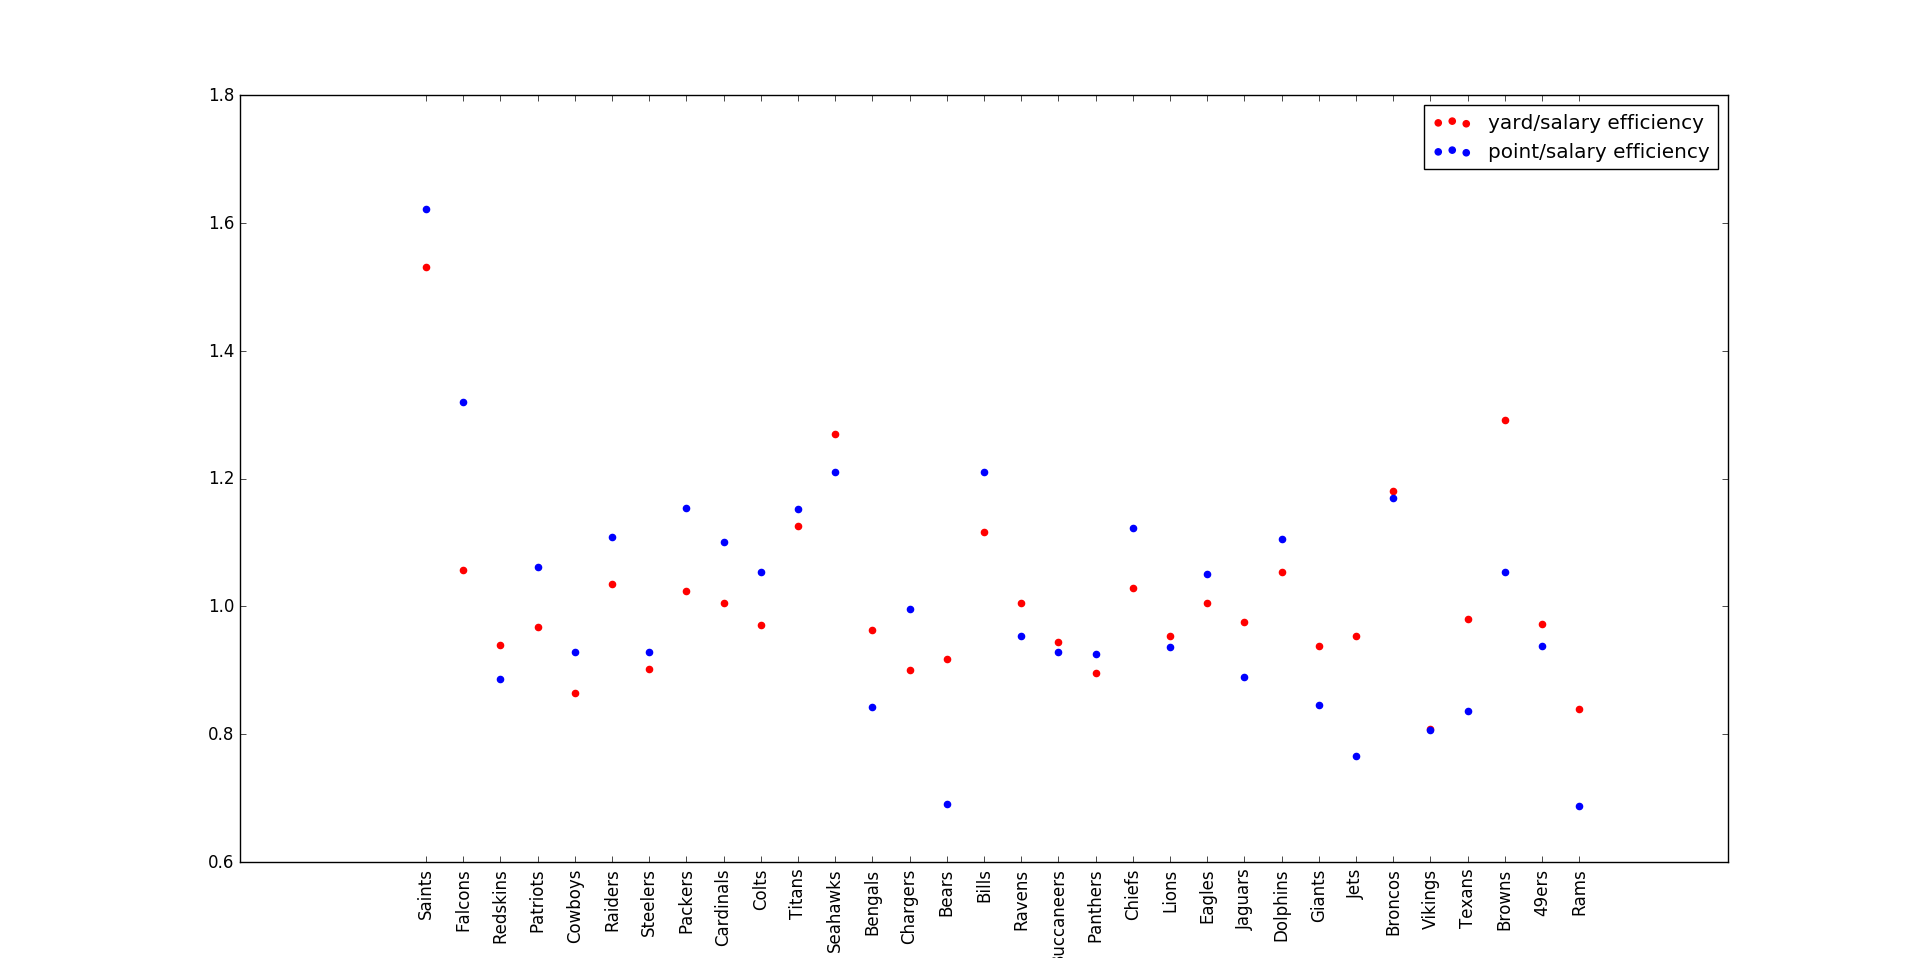 yard/salary efficiency
point/salary efficiency
1.8
1.6
1.4
1.2
1.0
0.8
0.6
Saints
Falcons
Redskins
Patriots
Cowboys
Raiders
Steelers
Packers
Cardinals
Colts
Titans
Seahawks
Bengals
Chargers
Bears
Bills
Ravens
uccaneers
Panthers
Chiefs
Lions
Eagles
Jaguars
Dolphins
Giants
Jets
Broncos
Vikings
Texans
Browns
49ers
Rams